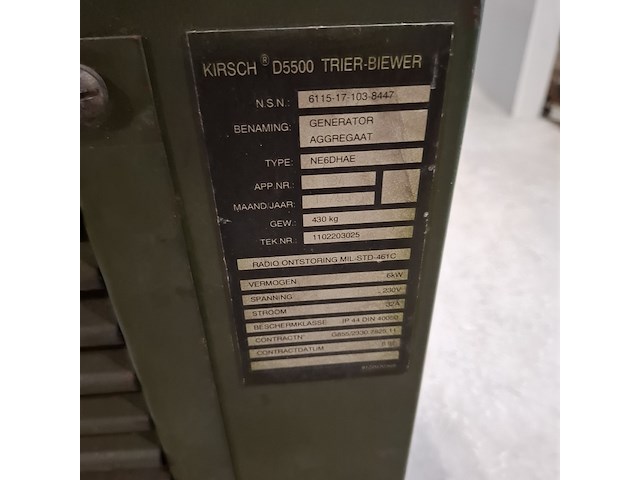 KIRSCH ® D5500 TRIER-BIEWER
N.S.N.: 6115-17-103-8447
BENAMING: GENERATOR
AGGREGAAT
TYPE: NE6DHAE
APP.NR.:
MAAND/JAAR:
GEW.: 430 kg
TEK.NR.: 1102203025
RADIO ONTSTORING MIL-STD-461C
VERMOGEN 6kW
SPANNING 230V
STROOM 32A
BESCHERMKLASSE IP 44 DIN 40050
CONTRACTN°
CONTRACTDATUM